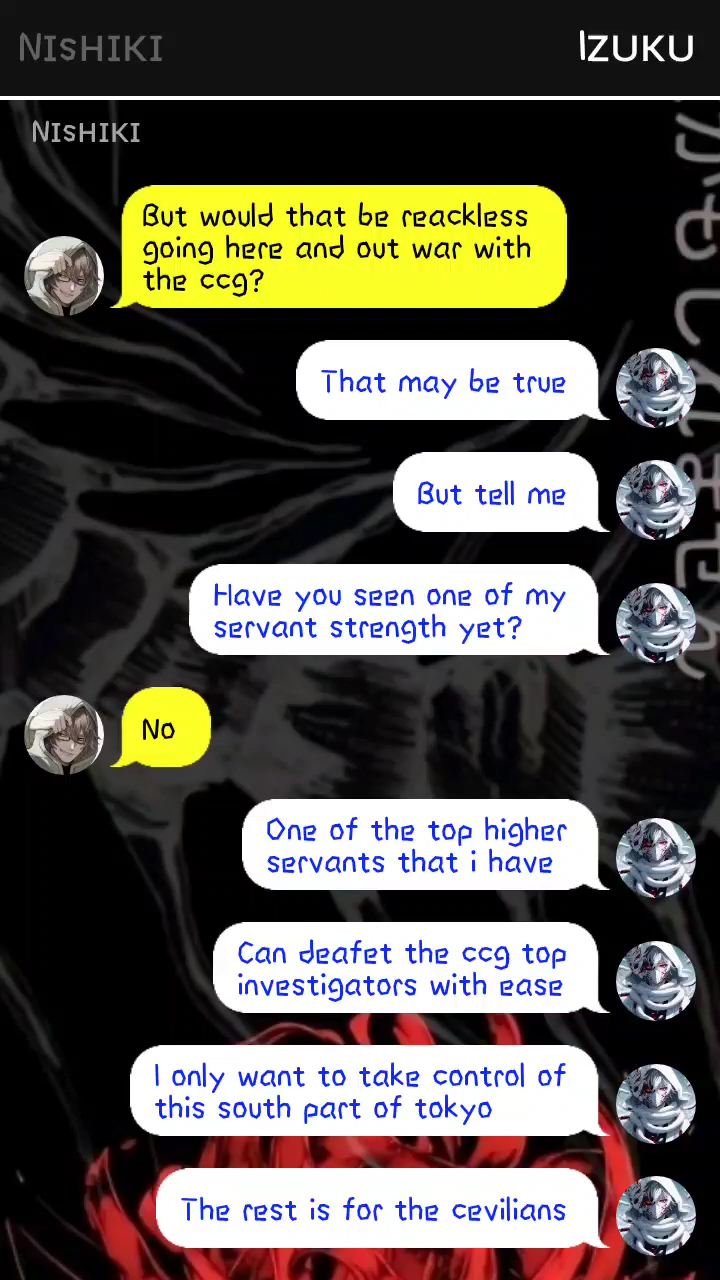 NISHIKI
IZUKU
NISHIKI
But would that be reackless
going here and out war with
the ccg?
That may be true
But tell me
Have you seen one of my
servant strength yet?
No
One of the top higher
servants that i have
Can deafet the ccg top
investigators with ease
I only want to take control of
this south part of tokyo
The rest is for the cevilians